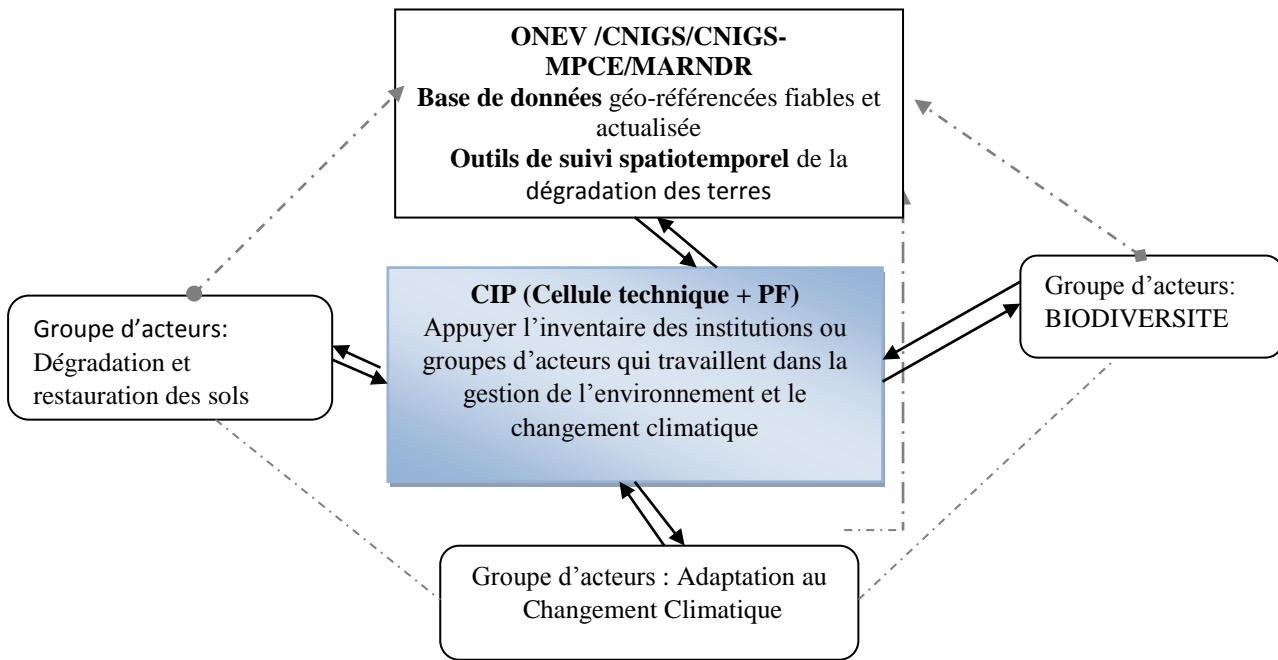 ONEV /CNIGS/CNIGS-
MPCE/MARNDR
Base de données géo-référencées fiables et
actualisée
Outils de suivi spatiotemporel de la
dégradation des terres
CIP (Cellule technique + PF)
Appuyer l’inventaire des institutions ou
groupes d’acteurs qui travaillent dans la
gestion de l’environnement et le
changement climatique
Groupe d’acteurs:
Dégradation et
restauration des sols
Groupe d’acteurs:
BIODIVERSITE
Groupe d’acteurs : Adaptation au
Changement Climatique